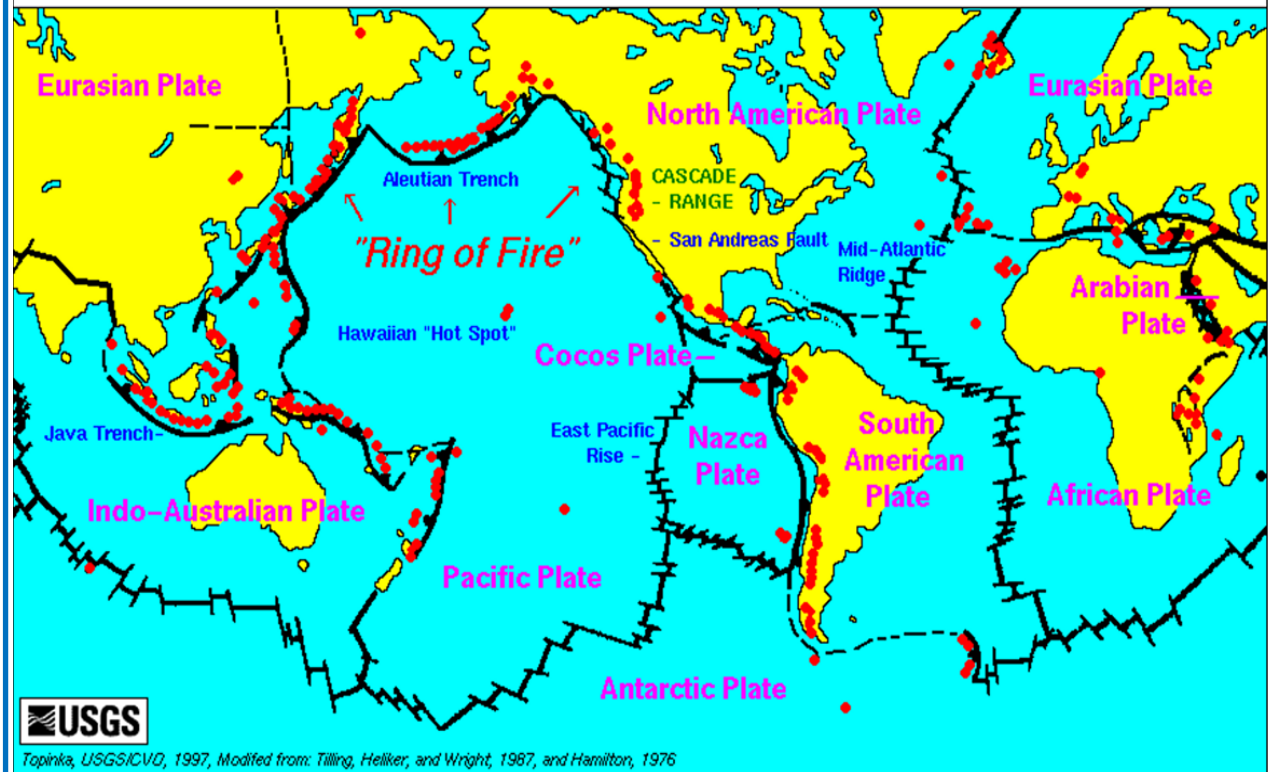 Eurasian Plate
North American Plate
Eurasian Plate
Aleutian Trench
CASCADE
- RANGE
"Ring of Fire"
- San Andreas Fault
Mid-Atlantic
Ridge
Arabian
Plate
Hawaiian "Hot Spot"
Cocos Plate
Java Trench-
East Pacific
Rise -
Nazca
Plate
South
American
Plate
Indo-Australian Plate
African Plate
Pacific Plate
Antarctic Plate
USGS
Topinka, USGS/CVO, 1997, Modifed from: Tilling, Heliker, and Wright, 1987, and Hamilton, 1976